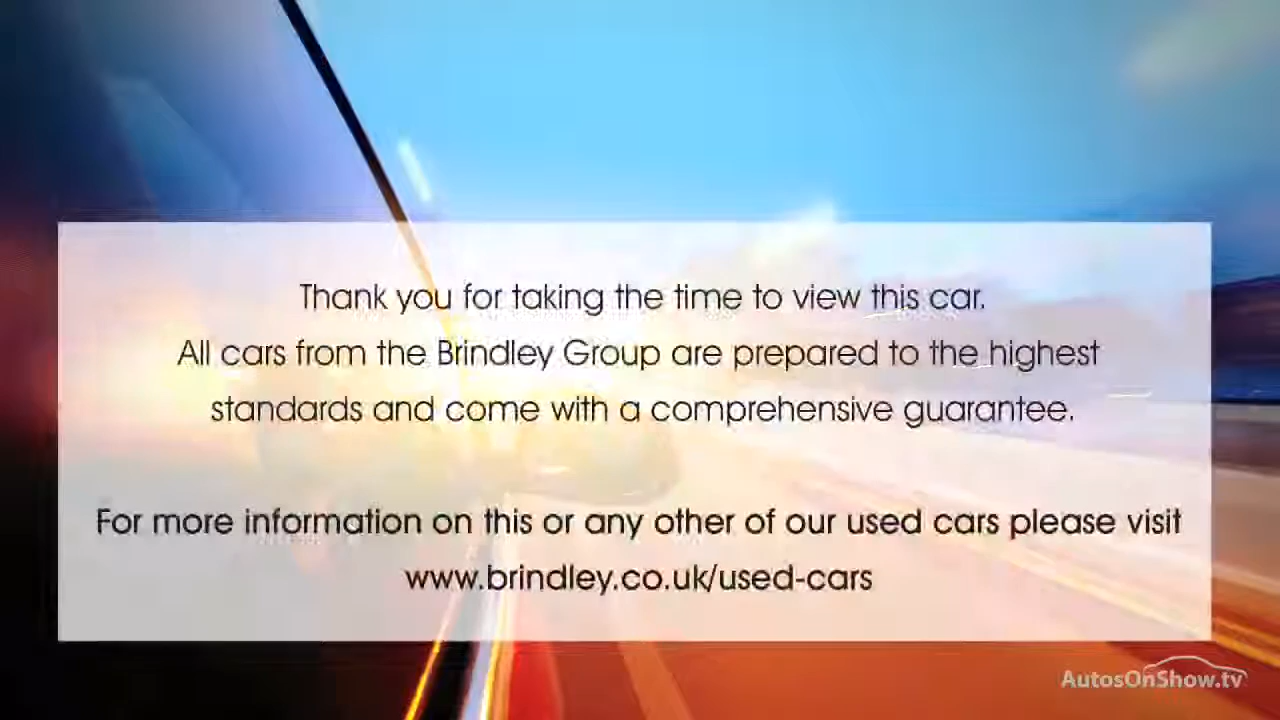 Thank you for taking the time to view this car.
All cars from the Brindley Group are prepared to the highest
standards and come with a comprehensive guarantee.
For more information on this or any other of our used cars please visit
www.brindley.co.uk/used-cars
AutosOnShow.tv